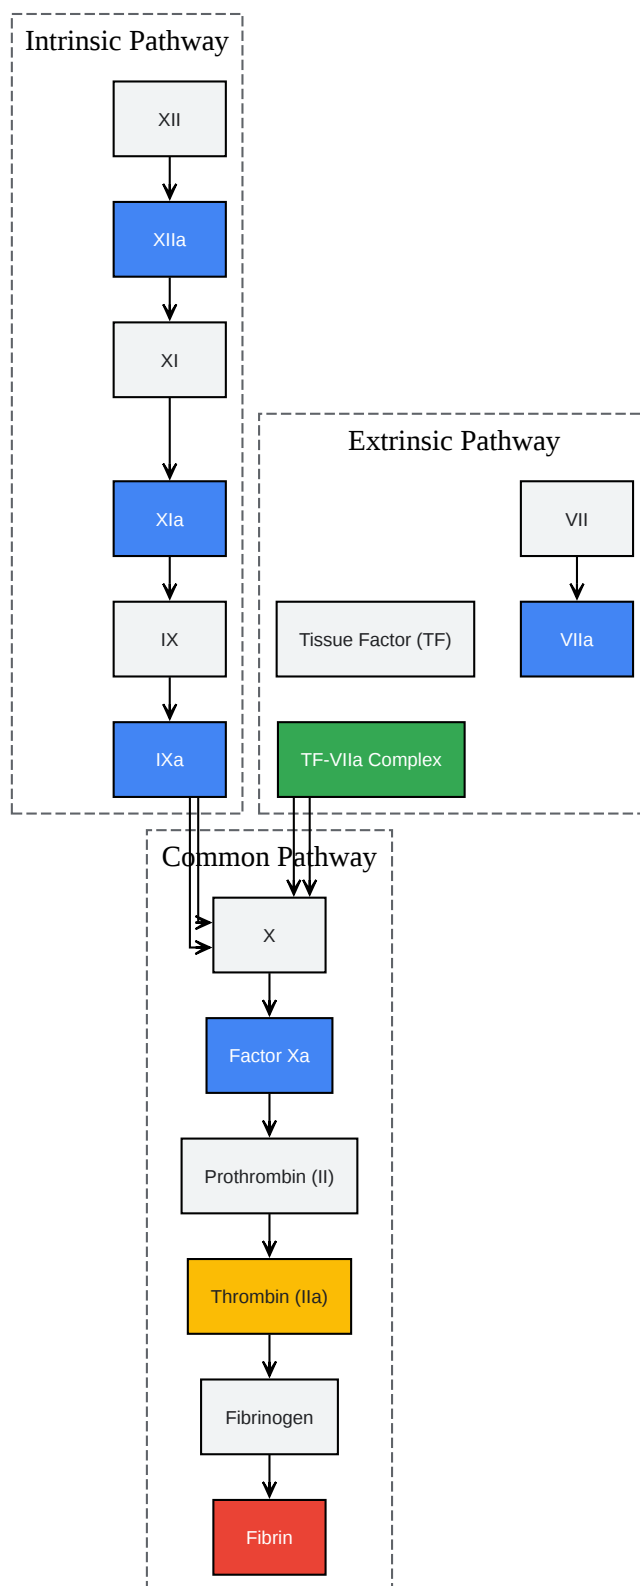 Intrinsic Pathway
XII
XIIa
XI
XIa
IX
IXa
Extrinsic Pathway
VII
Tissue Factor (TF)
VIIa
TF-VIIa Complex
Common Pathway
X
Factor Xa
Prothrombin (II)
Thrombin (IIa)
Fibrinogen
Fibrin